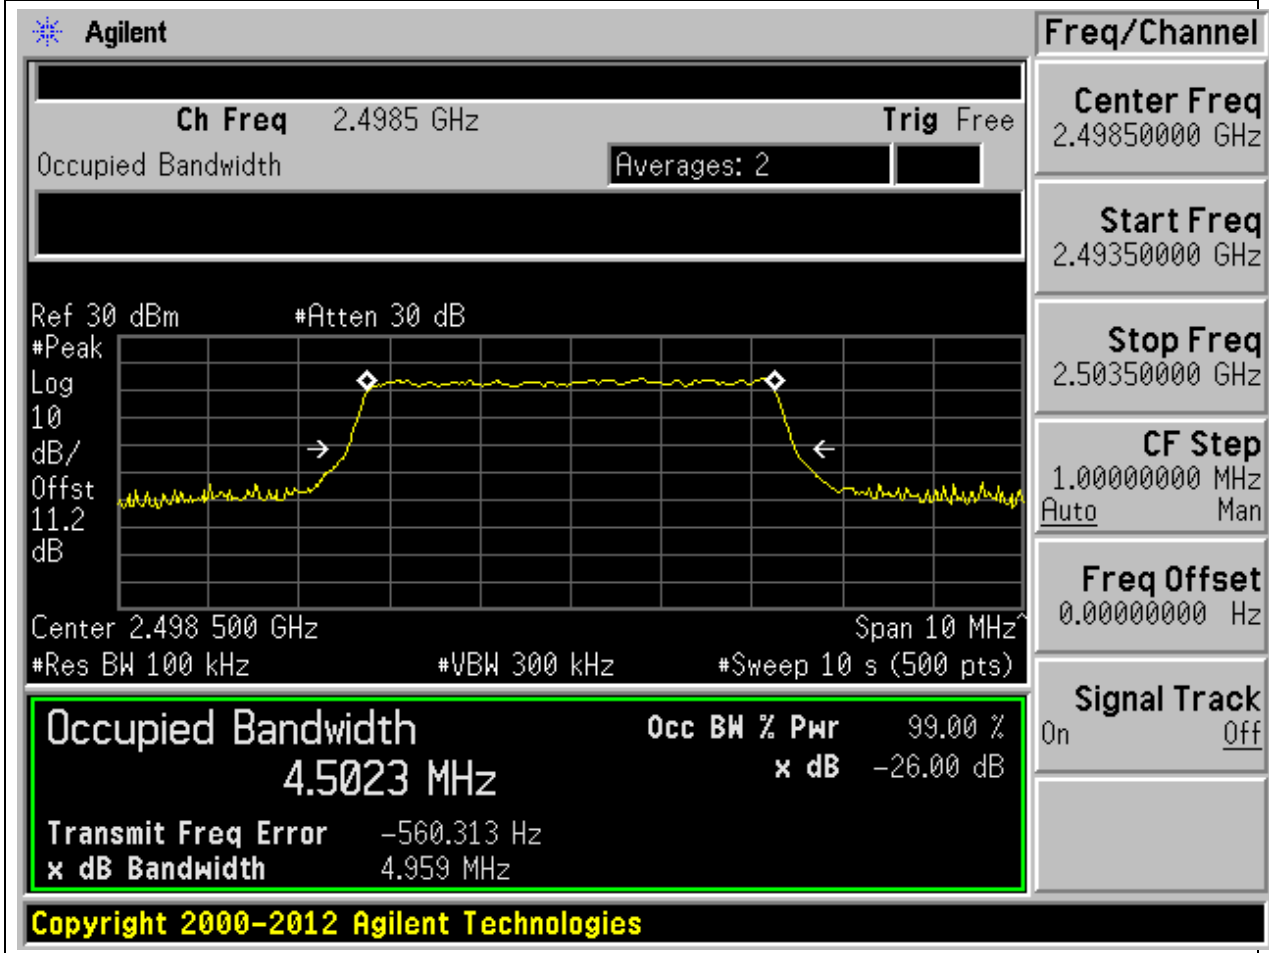 Agilent
Freq/Channel
Ch Freq 2.4985 GHz Trig Free
Occupied Bandwidth Averages: 2
Center Freq
2.49850000 GHz
Start Freq
2.49350000 GHz
Stop Freq
2.50350000 GHz
CF Step
1.00000000 MHz
Auto Man
Freq Offset
0.00000000 Hz
Signal Track
On Off
Ref 30 dBm #Atten 30 dB
#Peak
Log
10
dB/
Offst
11.2
dB
Center 2.498 500 GHz Span 10 MHz^
#Res BW 100 kHz #VBW 300 kHz #Sweep 10 s (500 pts)
Occupied Bandwidth Occ BW % Pwr 99.00 %
4.5023 MHz x dB -26.00 dB
Transmit Freq Error -560.313 Hz
x dB Bandwidth 4.959 MHz
Copyright 2000-2012 Agilent Technologies